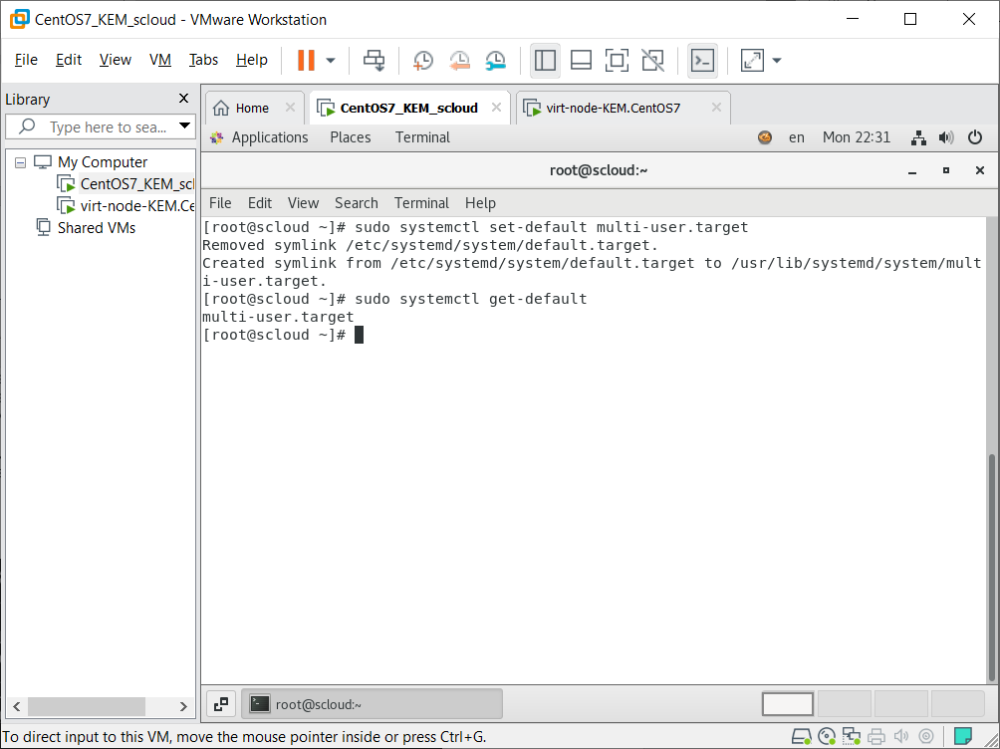 CentOS7_KEM_scloud - VMware Workstation
File Edit View VM Tabs Help
Library
Type here to sea...
My Computer
CentOS7_KEM_scl
virt-node-KEM.Ce
Shared VMs
Home
CentOS7_KEM_scloud
virt-node-KEM.CentOS7
Applications Places Terminal
en Mon 22:31
root@scloud:~
File Edit View Search Terminal Help
[root@scloud ~]# sudo systemctl set-default multi-user.target
Removed symlink /etc/systemd/system/default.target.
Created symlink from /etc/systemd/system/default.target to /usr/lib/systemd/system/mult
i-user.target.
[root@scloud ~]# sudo systemctl get-default
multi-user.target
[root@scloud ~]#
root@scloud:~
To direct input to this VM, move the mouse pointer inside or press Ctrl+G.